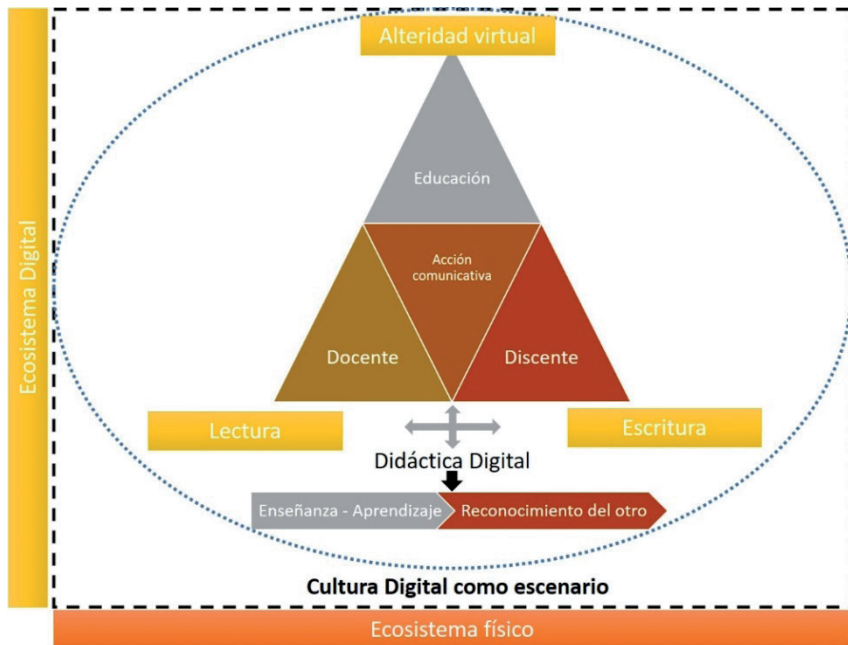 Alteridad virtual
Ecosistema Digital
Educación
Acción
comunicativa
Docente
Discente
Lectura
Escritura
Didáctica Digital
Enseñanza - Aprendizaje
Reconocimiento del otro
Cultura Digital como escenario
Ecosistema físico